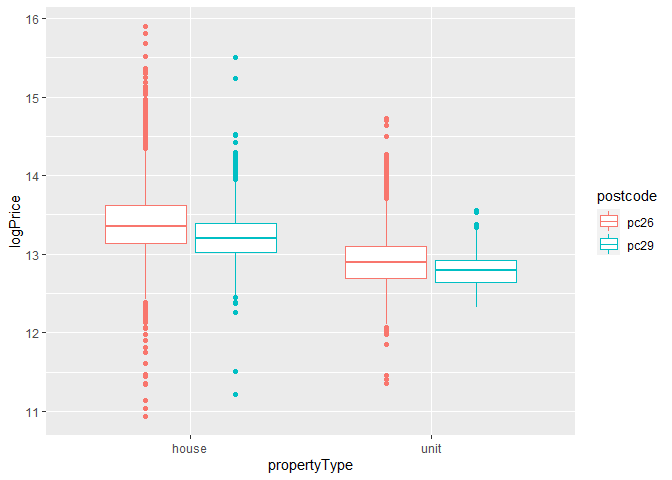 16
15
14
13
12
11
logPrice
house
unit
propertyType
postcode
pc26
pc29